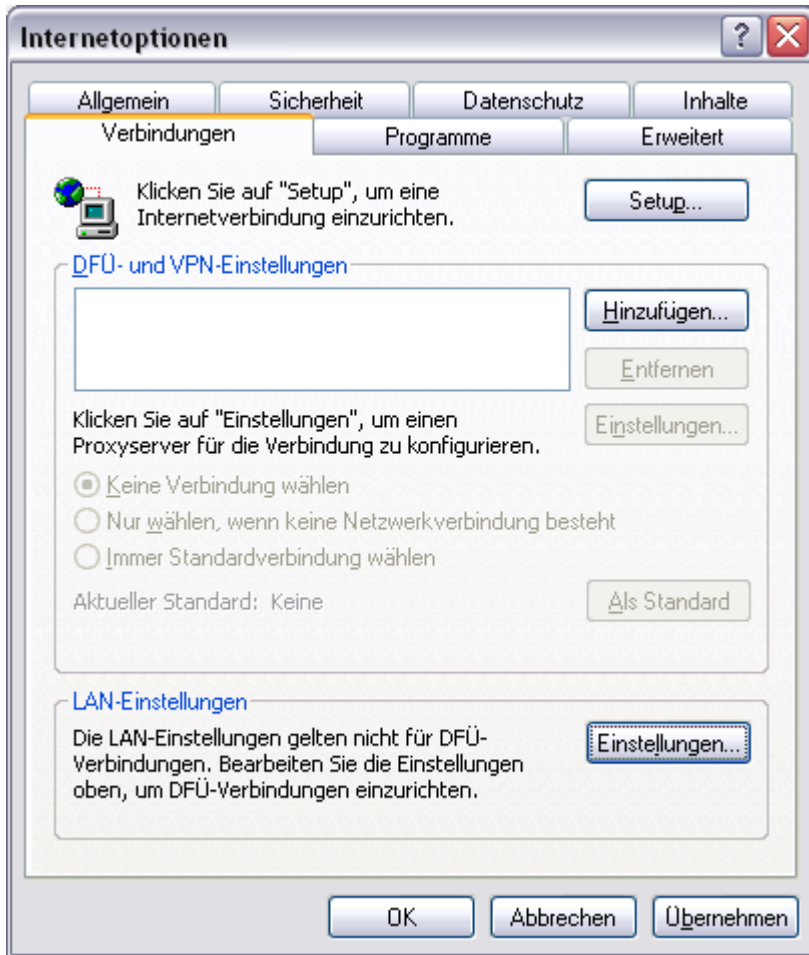 Internetoptionen
Allgemein
Sicherheit
Datenschutz
Inhalte
Verbindungen
Programme
Erweitert
Klicken Sie auf "Setup", um eine
Internetverbindung einzurichten.
Setup...
DFÜ- und VPN-Einstellungen
Hinzufügen...
Entfernen
Klicken Sie auf "Einstellungen", um einen
Proxyserver für die Verbindung zu konfigurieren.
Einstellungen...
Keine Verbindung wählen
Nur wählen, wenn keine Netzwerkverbindung besteht
Immer Standardverbindung wählen
Aktueller Standard: Keine
Als Standard
LAN-Einstellungen
Die LAN-Einstellungen gelten nicht für DFÜ-
Verbindungen. Bearbeiten Sie die Einstellungen
oben, um DFÜ-Verbindungen einzurichten.
Einstellungen...
OK
Abbrechen
Übernehmen